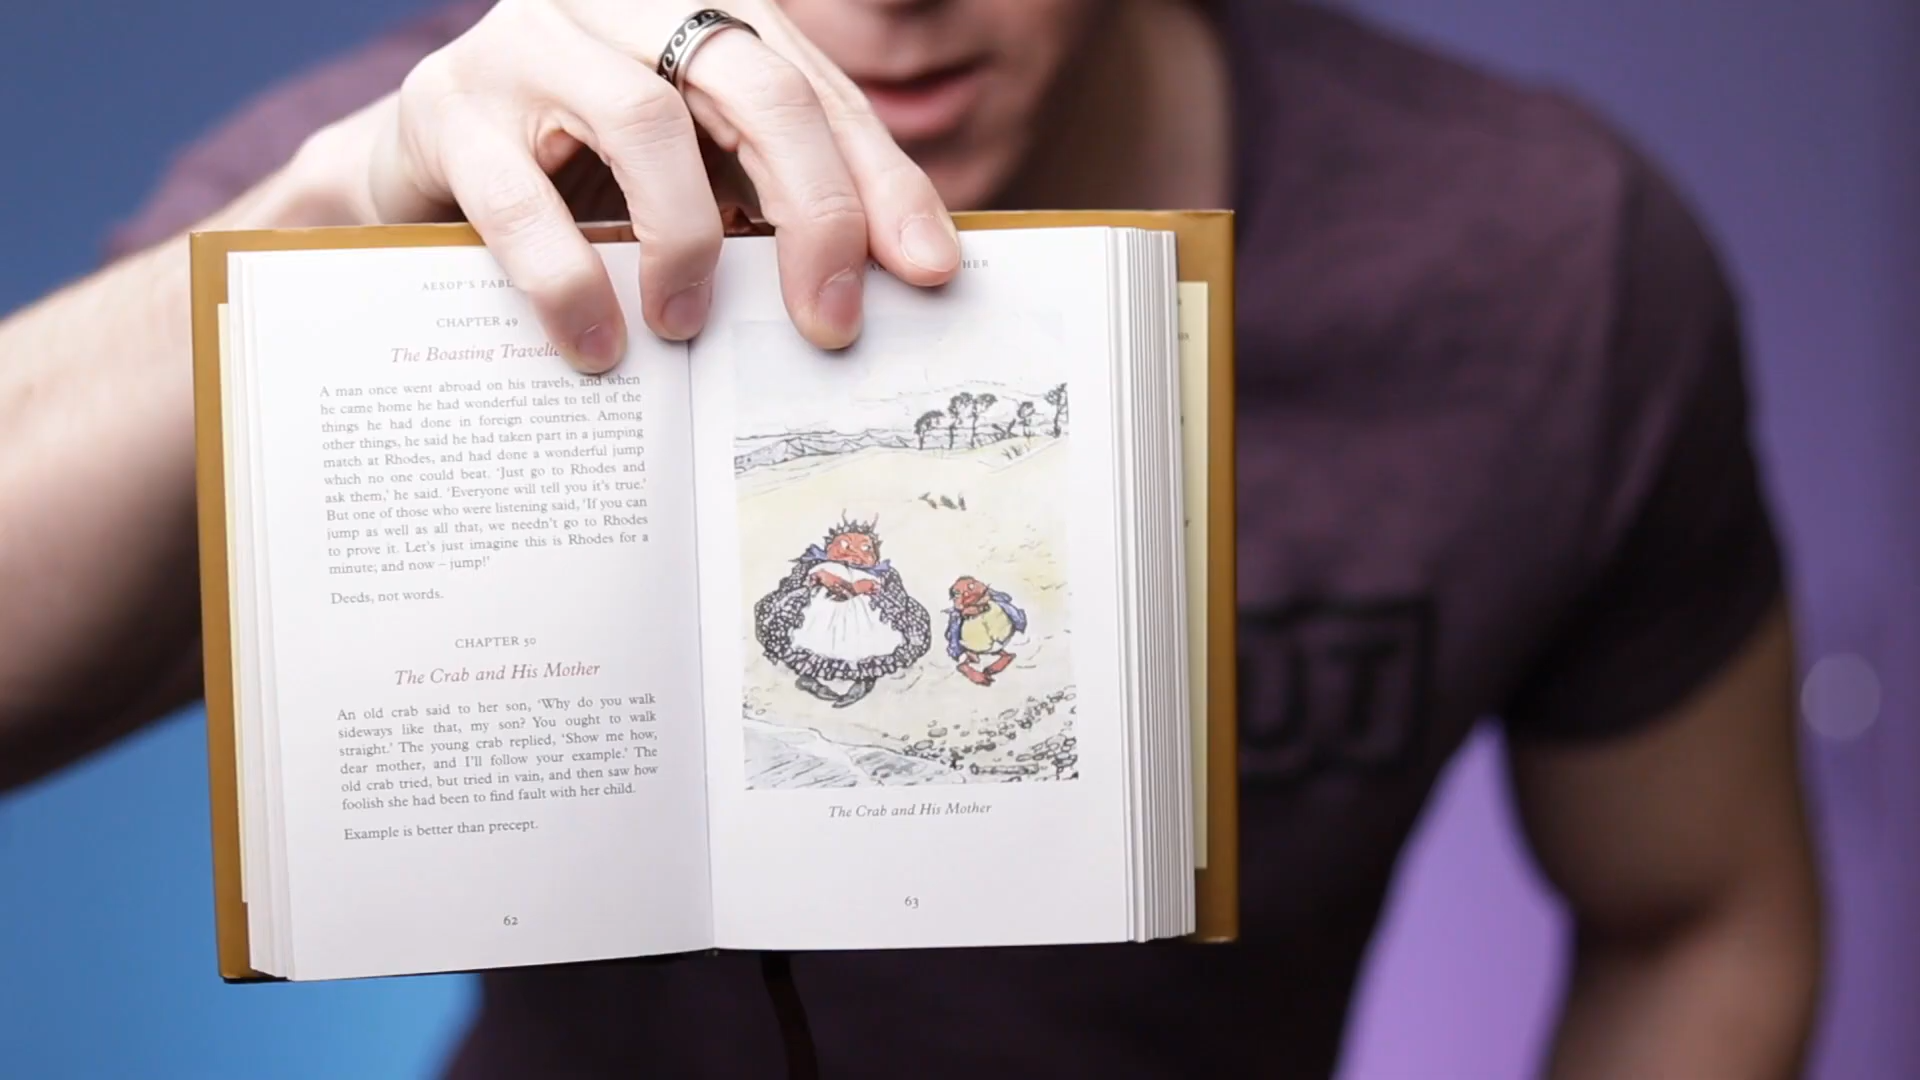 AESOP'S
CHAPTER 49
The Boasting
A man once went abroad on his travels, and when
he came home he had wonderful tales to tell of the
things he had done in foreign countries. Among
other things, he said he had taken part in a jumping
match at Rhodes, and had done a wonderful jump
which no one could beat. 'Just go to Rhodes and
ask them,' he said. 'Everyone will tell you it's true.'
But one of those who were listening said, 'If you can
jump as well as all that, we needn't go to Rhodes
to prove it. Let's just imagine this is Rhodes for a
minute; and now – jump!'
Deeds, not words.
CHAPTER 50
The Crab and His Mother
An old crab said to her son, 'Why do you walk
sideways like that, my son? You ought to walk
straight.' The young crab replied, 'Show me how,
dear mother, and I'll follow your example.' The
old crab tried, but tried in vain, and then saw how
foolish she had been to find fault with her child.
Example is better than precept.
62
The Crab and His Mother
63